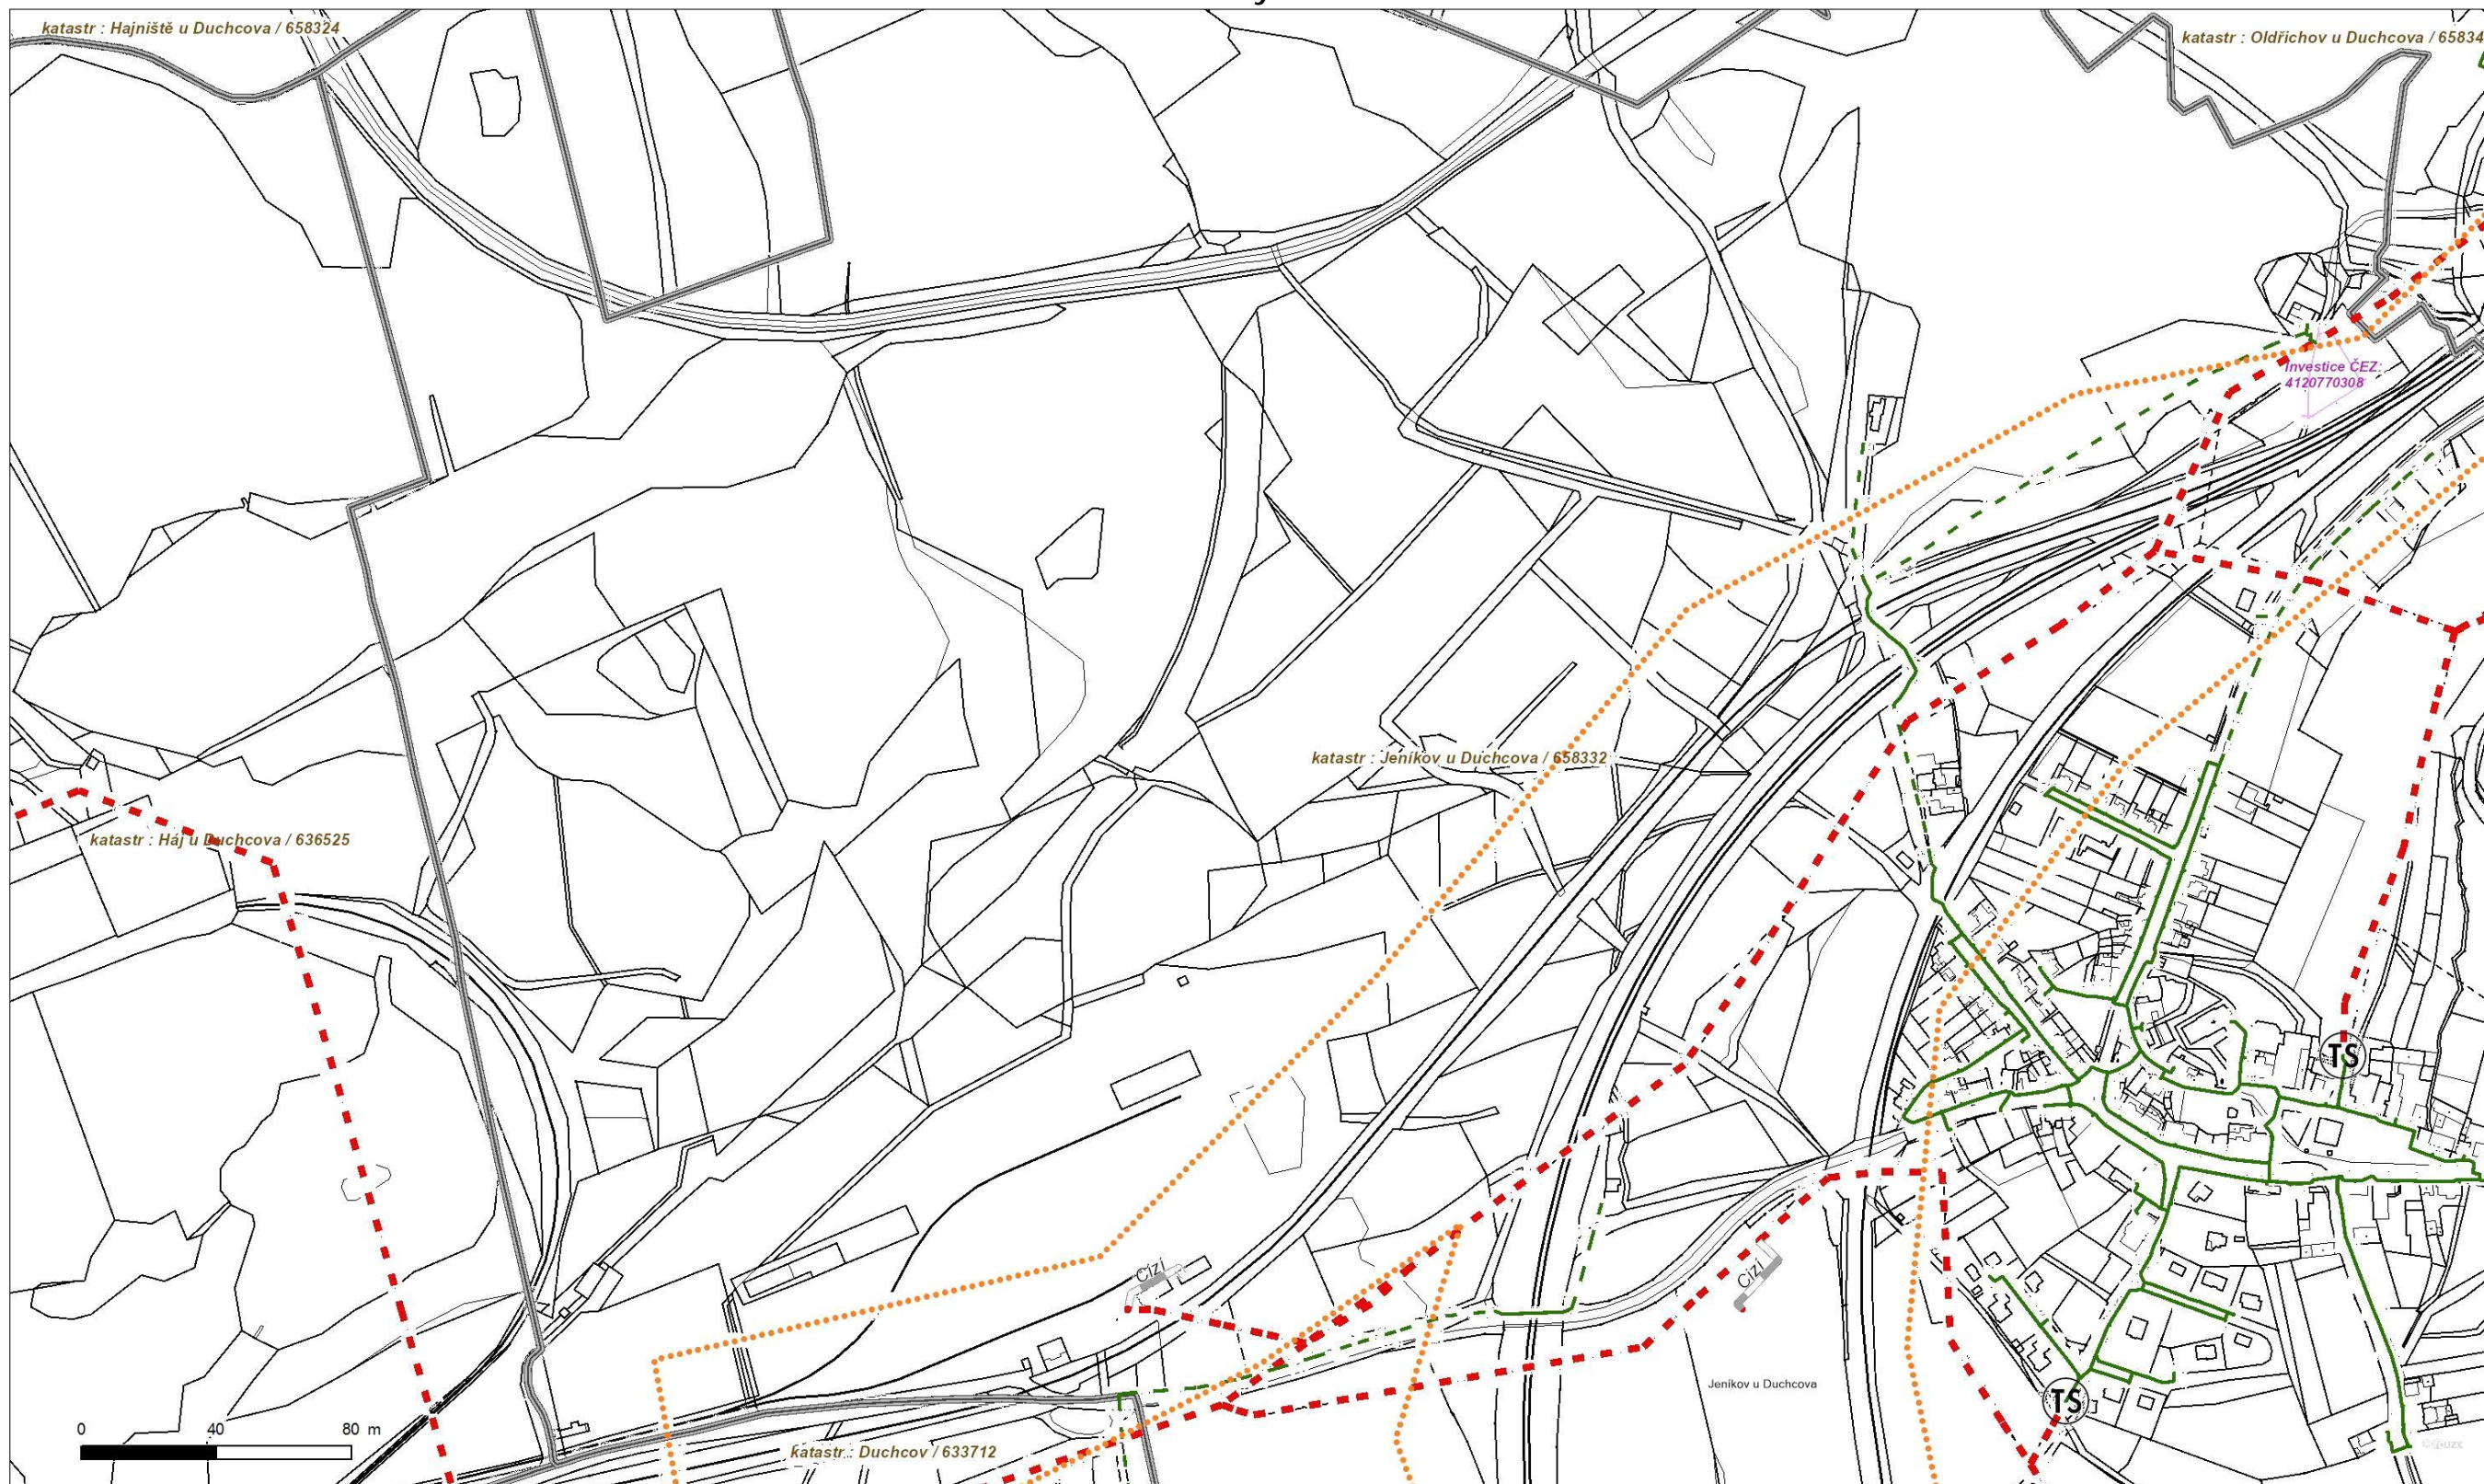 katastr : Hajniště u Duchcova / 658324
katastr : Oldřichov u Duchcova / 65834
Investice ČEZ:
4120770308
katastr : Jeníkov u Duchcova / 658332
katastr : Háj u Duchcova / 636525
TS
Cizí
Cizí
Jeníkov u Duchcova
TS
0 40 80 m
katastr : Duchcov / 633712